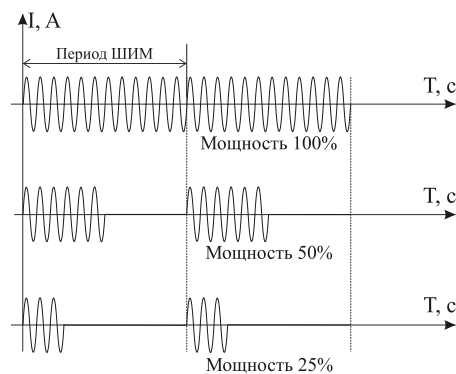 I, A
Период ШИМ
T, c
Мощность 100%
T, c
Мощность 50%
T, c
Мощность 25%